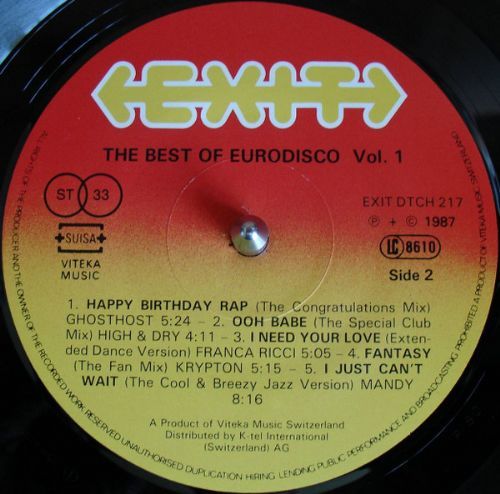 EXIT
THE BEST OF EURODISCO Vol. 1
ST 33
EXIT DTCH 217
℗ + © 1987
SUISA
LC 8610
VITEKA
MUSIC
Side 2
1. HAPPY BIRTHDAY RAP (The Congratulations Mix)
GHOSTHOST 5:24 – 2. OOH BABE (The Special Club
Mix) HIGH & DRY 4:11 – 3. I NEED YOUR LOVE (Exten-
ded Dance Version) FRANCA RICCI 5:05 – 4. FANTASY
(The Fan Mix) KRYPTON 5:15 – 5. I JUST CAN'T
WAIT (The Cool & Breezy Jazz Version) MANDY
8:16
A Product of Viteka Music Switzerland
Distributed by K-tel International
(Switzerland) AG
ALL RIGHTS OF THE PRODUCER AND THE OWNER OF THE RECORDED WORK RESERVED UNAUTHORISED DUPLICATION HIRING LENDING PUBLIC PERFORMANCE AND BROADCASTING PROHIBITED A PRODUCT OF VITEKA MUSIC SWITZERLAND